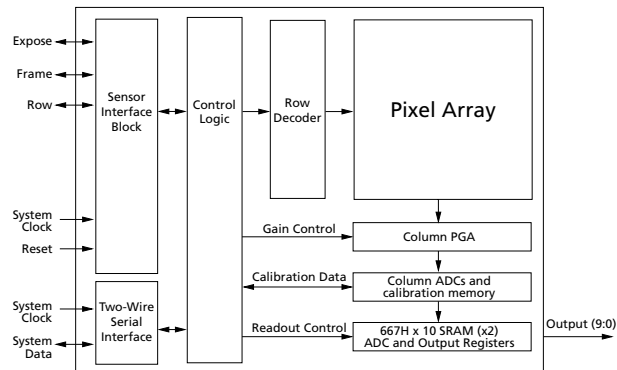 Expose
Frame
Row
System
Clock
Reset
System
Clock
System
Data
Sensor
Interface
Block
Two-Wire
Serial
Interface
Control
Logic
Row
Decoder
Pixel Array
Gain Control
Column PGA
Calibration Data
Column ADCs and
calibration memory
Readout Control
667H x 10 SRAM (x2)
ADC and Output Registers
Output (9:0)